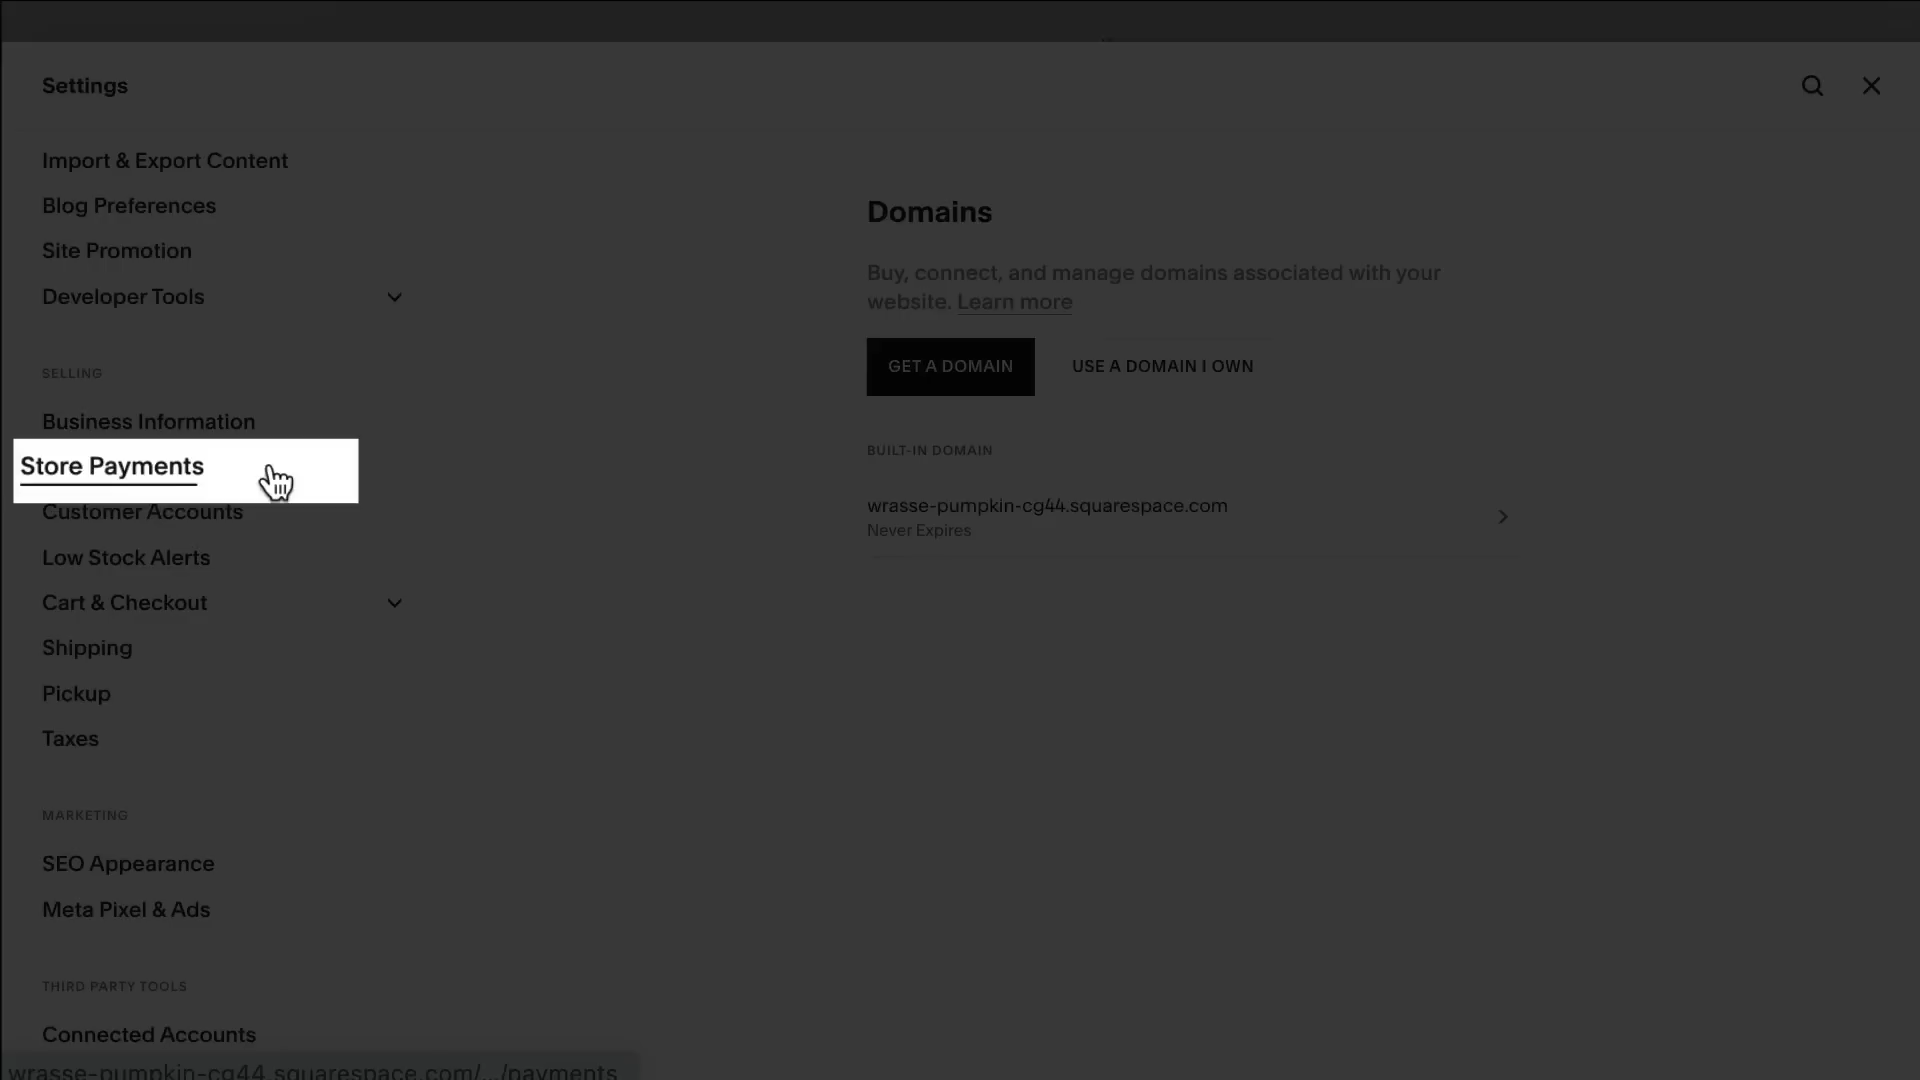 Settings
Import & Export Content
Blog Preferences
Site Promotion
Developer Tools
SELLING
Business Information
Store Payments
Customer Accounts
Low Stock Alerts
Cart & Checkout
Shipping
Pickup
Taxes
MARKETING
SEO Appearance
Meta Pixel & Ads
THIRD PARTY TOOLS
Connected Accounts
wrasse-pumpkin-cg44.squarespace.com/.../payments
Domains
Buy, connect, and manage domains associated with your
website. Learn more
GET A DOMAIN
USE A DOMAIN I OWN
BUILT-IN DOMAIN
wrasse-pumpkin-cg44.squarespace.com
Never Expires